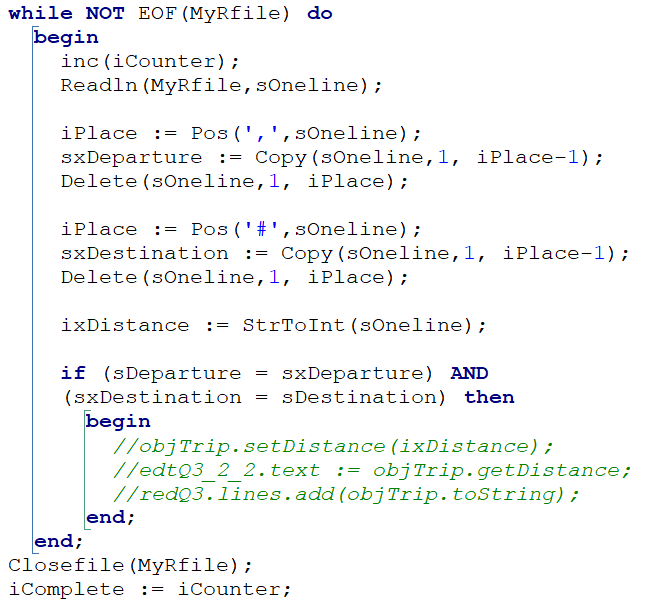 while NOT EOF(MyRfile) do
begin
inc(iCounter);
Readln(MyRfile,sOneline);
iPlace := Pos(',',sOneline);
sxDeparture := Copy(sOneline,1, iPlace-1);
Delete(sOneline,1, iPlace);
iPlace := Pos('#',sOneline);
sxDestination := Copy(sOneline,1, iPlace-1);
Delete(sOneline,1, iPlace);
ixDistance := StrToInt(sOneline);
if (sDeparture = sxDeparture) AND
(sxDestination = sDestination) then
begin
//objTrip.setDistance(ixDistance);
//edtQ3_2_2.text := objTrip.getDistance;
//redQ3.lines.add(objTrip.toString);
end;
end;
Closefile(MyRfile);
iComplete := iCounter;